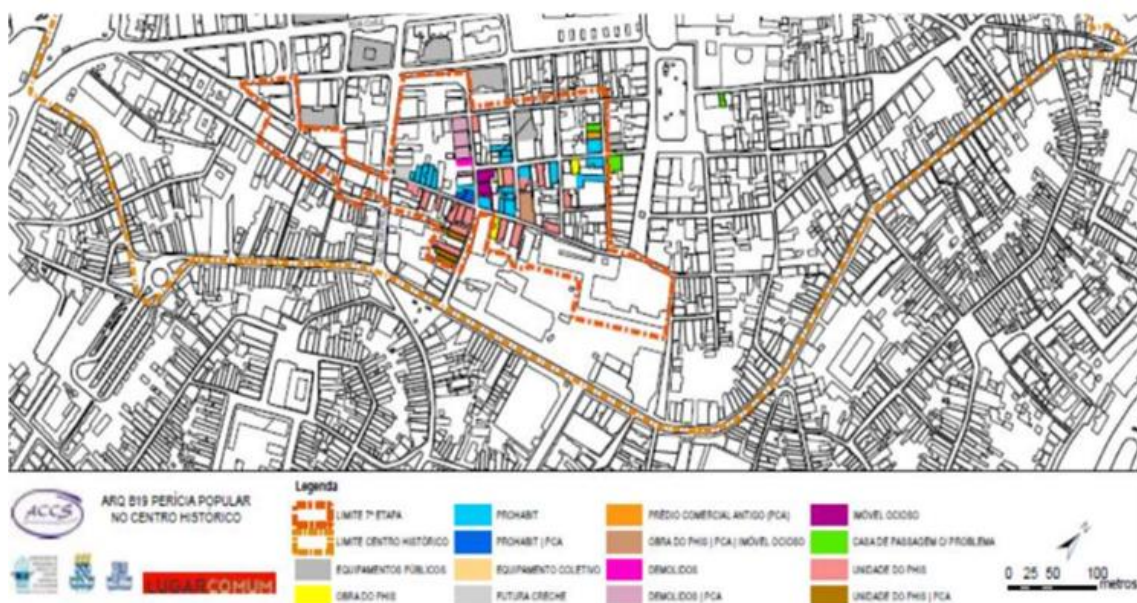 ACCS
ARQ B19 PERÍCIA POPULAR
NO CENTRO HISTÓRICO
LUGARCOMUM
Legenda
LIMITE 7ª ETAPA
LIMITE CENTRO HISTÓRICO
EQUIPAMENTOS PÚBLICOS
OBRA DO PHIS
PROHABIT
PROHABIT | PCA
EQUIPAMENTO COLETIVO
FUTURA CRECHE
PRÉDIO COMERCIAL ANTIGO (PCA)
OBRA DO PHIS | PCA | IMÓVEL OCIOSO
DEMOLIDOS
DEMOLIDOS | PCA
IMÓVEL OCIOSO
CASA DE PASSAGEM C/ PROBLEMA
UNIDADE DO PHIS
UNIDADE DO PHIS | PCA
N
0 25 50 100
metros